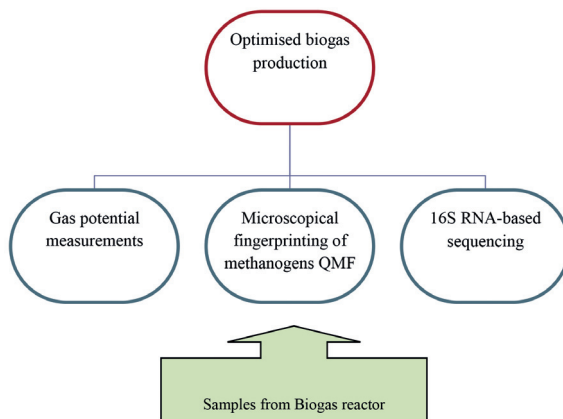 Optimised biogas
production
Gas potential
measurements
Microscopical
fingerprinting of
methanogens QMF
16S RNA-based
sequencing
Samples from Biogas reactor